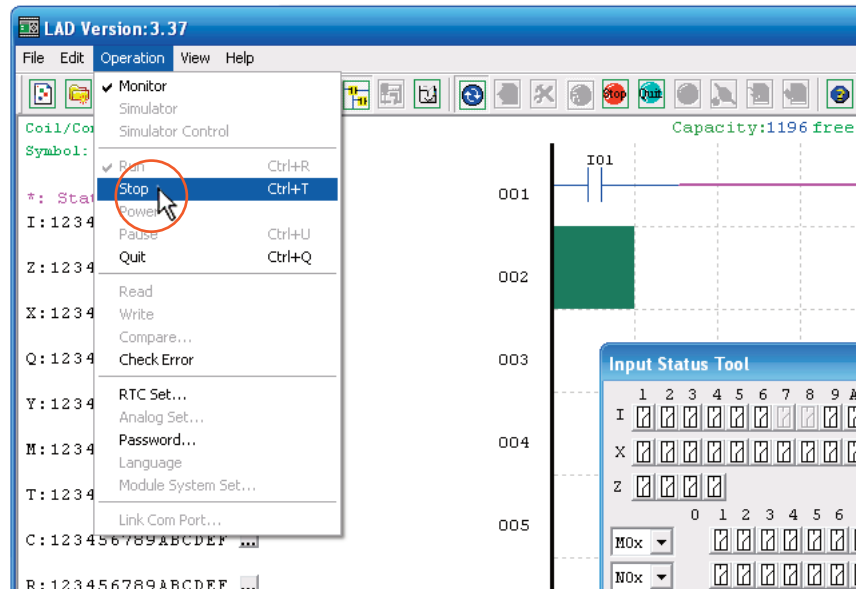 LAD Version:3.37
File Edit Operation View Help
Stop Quit
Monitor
Simulator
Simulator Control
Run Ctrl+R
Stop Ctrl+T
Power
Pause Ctrl+U
Quit Ctrl+Q
Read
Write
Compare...
Check Error
RTC Set...
Analog Set...
Password...
Language
Module System Set...
Link Com Port...
Symbol:
I:1234
Z:1234
X:1234
Q:1234
Y:1234
M:1234
T:1234
C:123456789ABCDEF ...
R:123456789ABCDEF ...
Capacity:1196 free
I01
001
002
003
004
005
Input Status Tool
1 2 3 4 5 6 7 8 9 A
I
X
Z
0 1 2 3 4 5 6
M0x
N0x